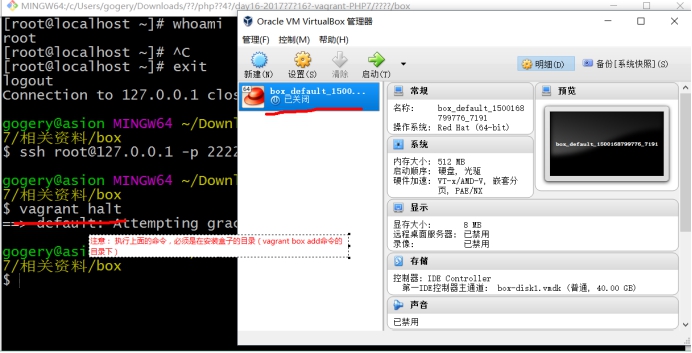 MINGW64:/c/Users/gogery/Downloads/??/php??4?/day16-2017?7?16?-vagrant-PHP7/????/box
[root@localhost ~]# whoami
root
[root@localhost ~]# ^C
[root@localhost ~]# exit
logout
Connection to 127.0.0.1 clos
gogery@asion MINGW64 ~/Downl
7/相关资料/box
$ ssh root@127.0.0.1 -p 2222
gogery@asion MINGW64 ~/Downl
7/相关资料/box
$ vagrant halt
==> default: Attempting grac
gogery@asio
7/相关资料/box
$
注意： 执行上面的命令，必须是在安装盒子的目录（vagrant box add命令的
目录下）
Oracle VM VirtualBox 管理器
管理(F) 控制(M) 帮助(H)
新建(N) 设置(S) 清除 启动(T)
明细(D) 备份[系统快照](S)
64
box_default_1500...
已关闭
常规
名称: box_default_1500168
799776_7191
操作系统: Red Hat (64-bit)
预览
box_default_1500168799776_7191
系统
内存大小: 512 MB
启动顺序: 硬盘, 光驱
硬件加速: VT-x/AMD-V, 嵌套分
页, PAE/NX
显示
显存大小: 8 MB
远程桌面服务器: 已禁用
录像: 已禁用
存储
控制器: IDE Controller
第一IDE控制器主通道: box-disk1.vmdk (普通, 40.00 GB)
声音
已禁用